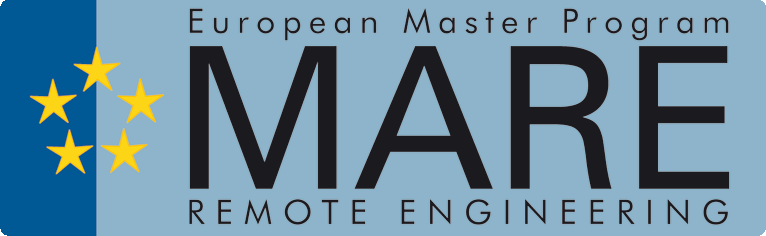 European Master Program
MARE
REMOTE ENGINEERING